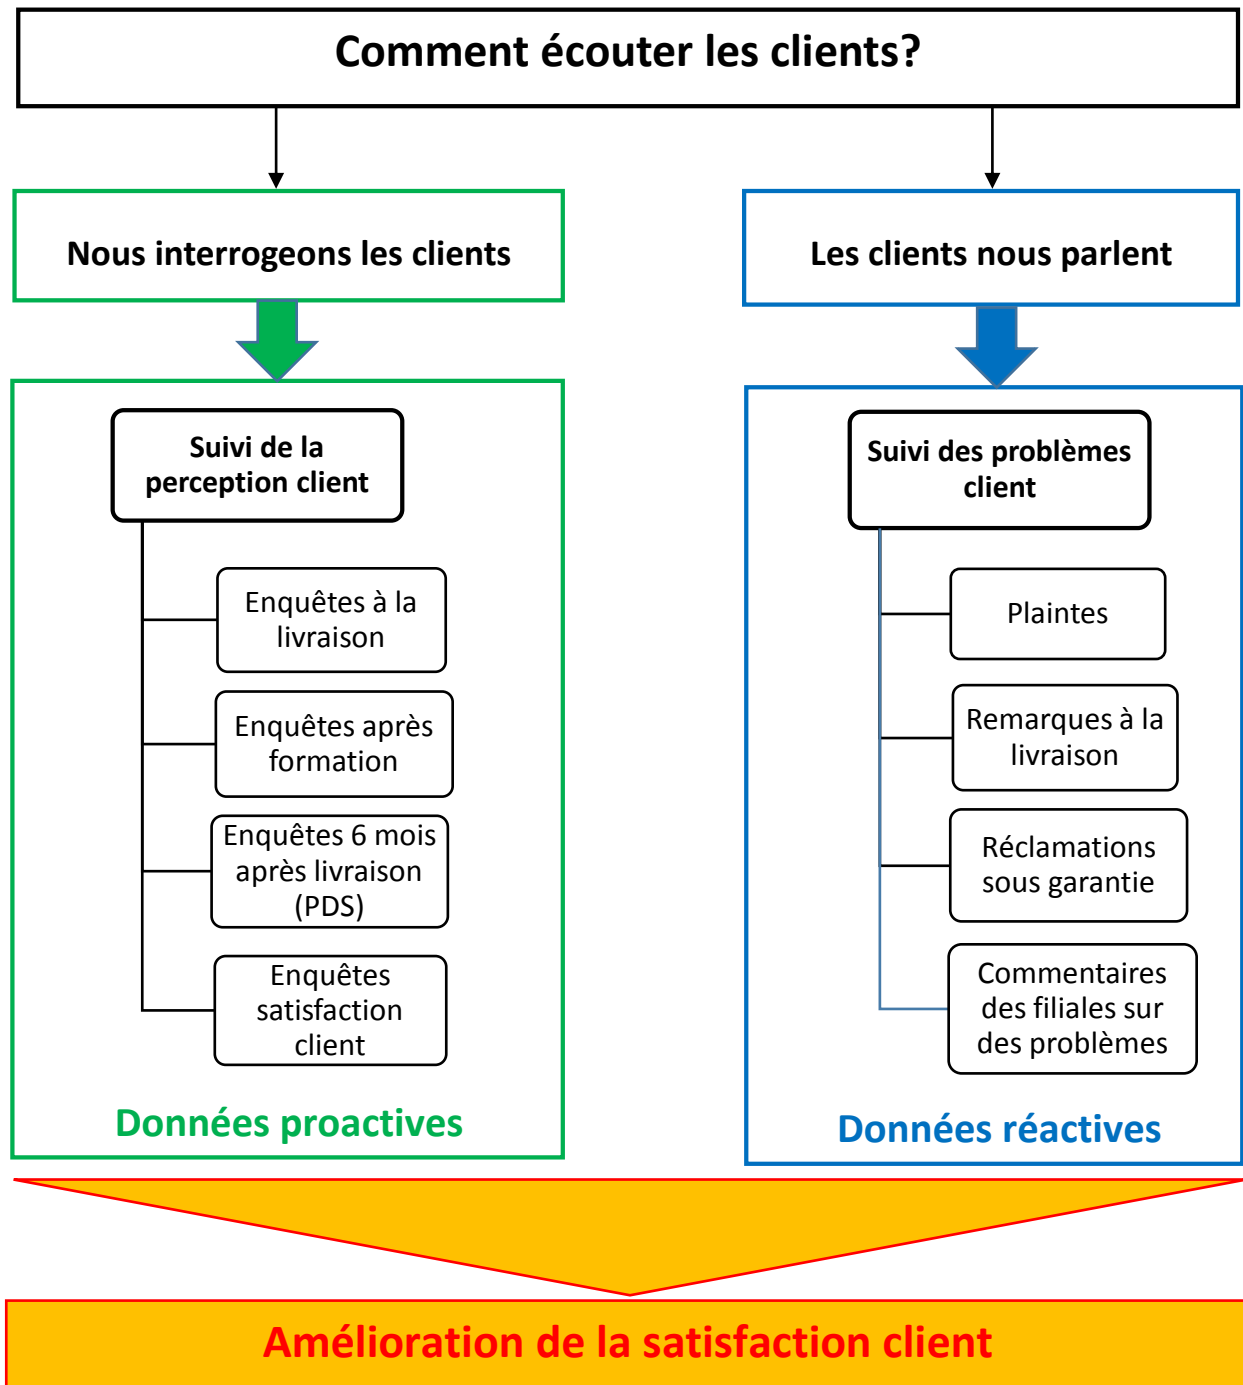 Comment écouter les clients?
Nous interrogeons les clients
Les clients nous parlent
Suivi de la
perception client
Enquêtes à la
livraison
Enquêtes après
formation
Enquêtes 6 mois
après livraison
(PDS)
Enquêtes
satisfaction
client
Données proactives
Suivi des problèmes
client
Plaintes
Remarques à la
livraison
Réclamations
sous garantie
Commentaires
des filiales sur
des problèmes
Données réactives
Amélioration de la satisfaction client